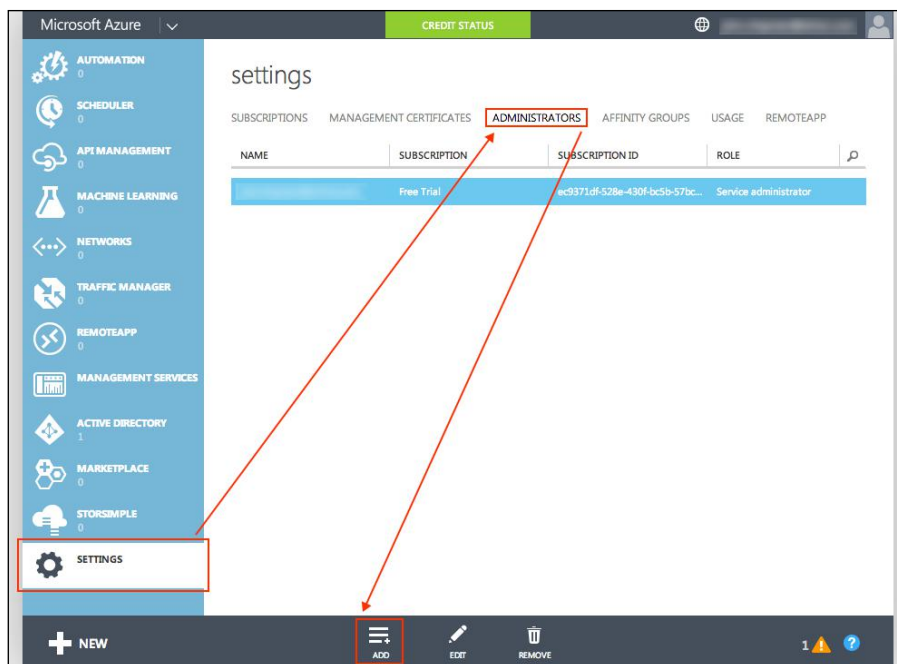 Microsoft Azure
CREDIT STATUS
AUTOMATION
0
SCHEDULER
0
API MANAGEMENT
0
MACHINE LEARNING
0
NETWORKS
0
TRAFFIC MANAGER
0
REMOTEAPP
0
MANAGEMENT SERVICES
ACTIVE DIRECTORY
1
MARKETPLACE
0
STORSIMPLE
0
SETTINGS
settings
SUBSCRIPTIONS MANAGEMENT CERTIFICATES ADMINISTRATORS AFFINITY GROUPS USAGE REMOTEAPP
NAME SUBSCRIPTION SUBSCRIPTION ID ROLE
Free Trial ec9371df-528e-430f-bc5b-57bc... Service administrator
NEW ADD EDIT REMOVE 1 ?